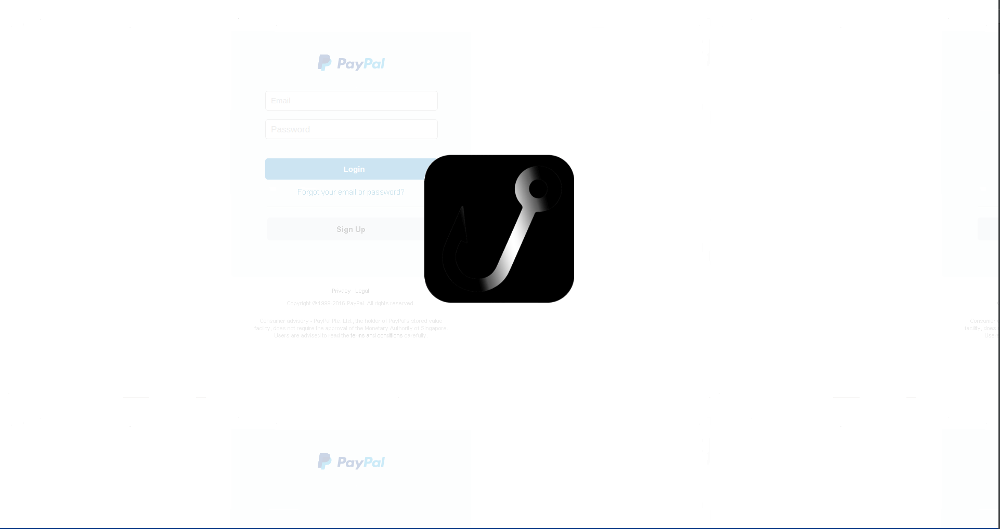 PayPal
Email
Password
Login
Forgot your email or password?
Sign Up
Privacy Legal
Copyright © 1999-2016 PayPal. All rights reserved.
Consumer advisory - PayPal Pte. Ltd., the holder of PayPal's stored value
facility, does not require the approval of the Monetary Authority of Singapore.
Users are advised to read the terms and conditions carefully.
Consumer
facility, does
Users
PayPal